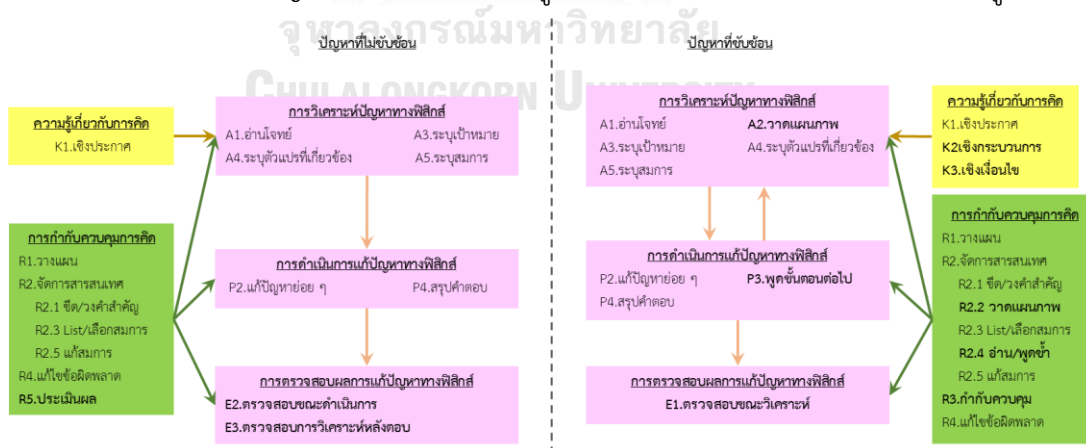 จุฬาลงกรณ์มหาวิทยาลัย
CHULALONGKORN UNIVERSITY
ปัญหาที่ไม่ซับซ้อน
ความรู้เกี่ยวกับการคิด
K1.เชิงประกาศ
การวิเคราะห์ปัญหาทางฟิสิกส์
A1.อ่านโจทย์ A3.ระบุเป้าหมาย
A4.ระบุตัวแปรที่เกี่ยวข้อง A5.ระบุสมการ
การกำกับควบคุมการคิด
R1.วางแผน
R2.จัดการสารสนเทศ
R2.1 ขีด/วงคำสำคัญ
R2.3 List/เลือกสมการ
R2.5 แก้สมการ
R4.แก้ไขข้อผิดพลาด
R5.ประเมินผล
การดำเนินการแก้ปัญหาทางฟิสิกส์
P2.แก้ปัญหาย่อย ๆ P4.สรุปคำตอบ
การตรวจสอบผลการแก้ปัญหาทางฟิสิกส์
E2.ตรวจสอบขณะดำเนินการ
E3.ตรวจสอบการวิเคราะห์หลังตอบ
ปัญหาที่ซับซ้อน
การวิเคราะห์ปัญหาทางฟิสิกส์
A1.อ่านโจทย์ A2.วาดแผนภาพ
A3.ระบุเป้าหมาย A4.ระบุตัวแปรที่เกี่ยวข้อง
A5.ระบุสมการ
ความรู้เกี่ยวกับการคิด
K1.เชิงประกาศ
K2เชิงกระบวนการ
K3.เชิงเงื่อนไข
การดำเนินการแก้ปัญหาทางฟิสิกส์
P2.แก้ปัญหาย่อย ๆ P3.พูดขั้นตอนต่อไป
P4.สรุปคำตอบ
การกำกับควบคุมการคิด
R1.วางแผน
R2.จัดการสารสนเทศ
R2.1 ขีด/วงคำสำคัญ
R2.2 วาดแผนภาพ
R2.3 List/เลือกสมการ
R2.4 อ่าน/พูดซ้ำ
R2.5 แก้สมการ
R3.กำกับควบคุม
R4.แก้ไขข้อผิดพลาด
การตรวจสอบผลการแก้ปัญหาทางฟิสิกส์
E1.ตรวจสอบขณะวิเคราะห์